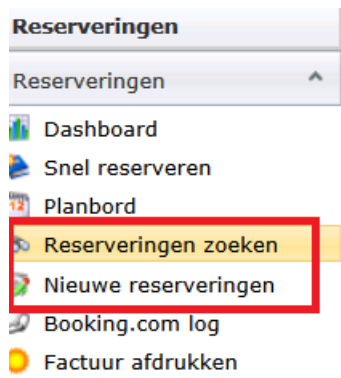 Reserveringen
Reserveringen
Dashboard
Snel reserveren
Planbord
Reserveringen zoeken
Nieuwe reserveringen
Booking.com log
Factuur afdrukken